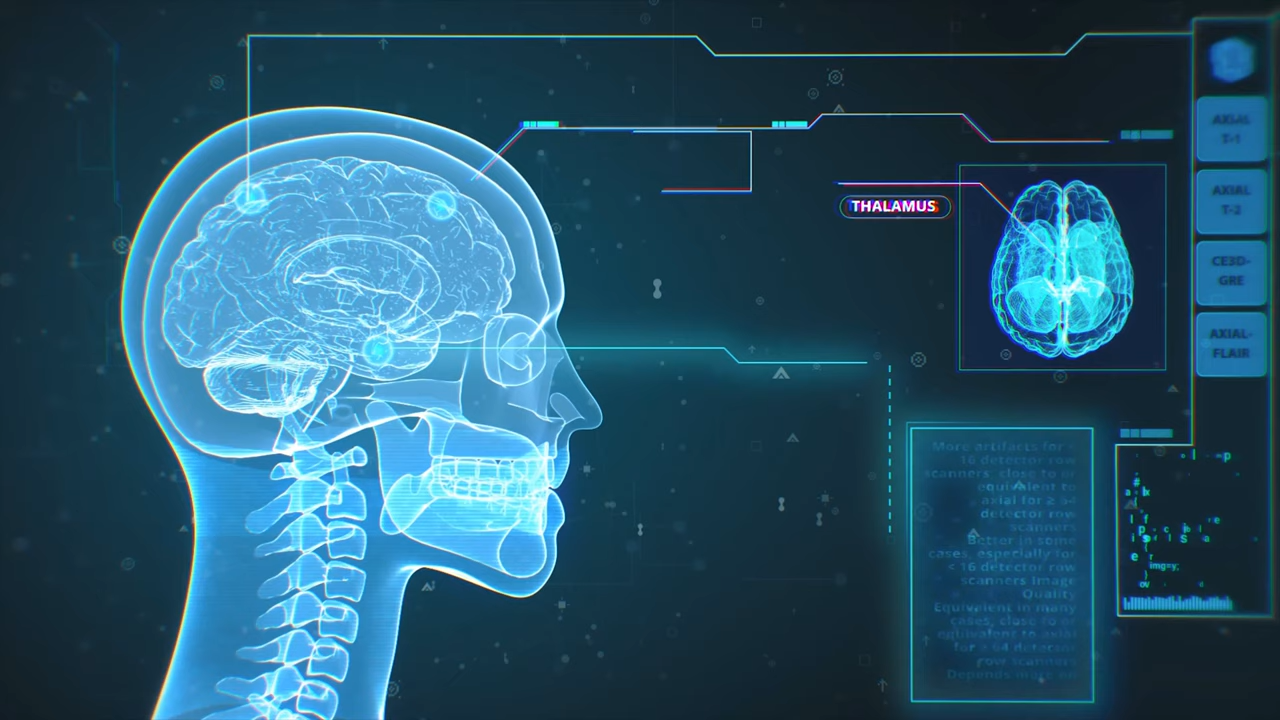 THALAMUS
AXIAL
T-1
AXIAL
T-2
CE3D-
GRE
AXIAL-
FLAIR
More artifacts for <
16 detector row
scanners: close to or
equivalent to
axial for ≥ 64
detector row
scanners
Better in some
cases, especially for
< 16 detector row
scanners Image
Quality
Equivalent in many
cases, close to or
equivalent to axial
for ≥ 64 detector
row scanners
Depends more on